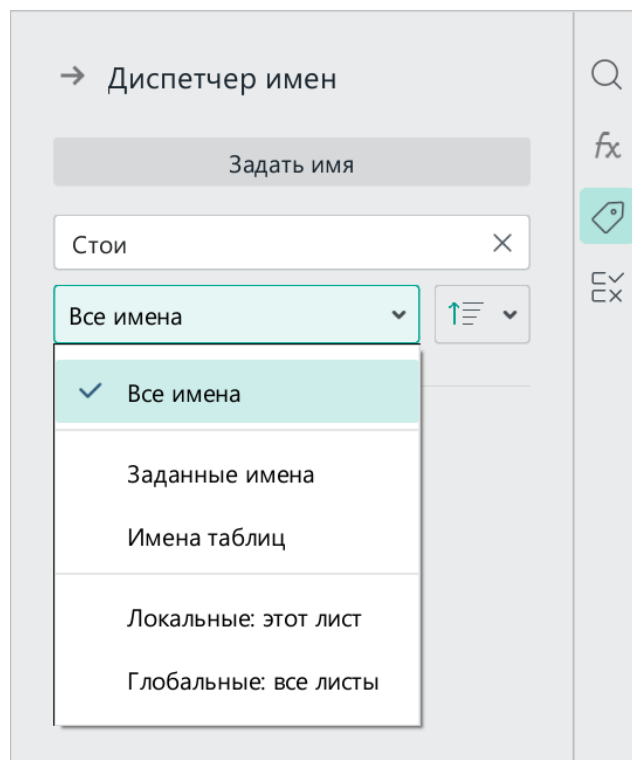 Диспетчер имен
Задать имя
Стои
Все имена
Все имена
Заданные имена
Имена таблиц
Локальные: этот лист
Глобальные: все листы
fx